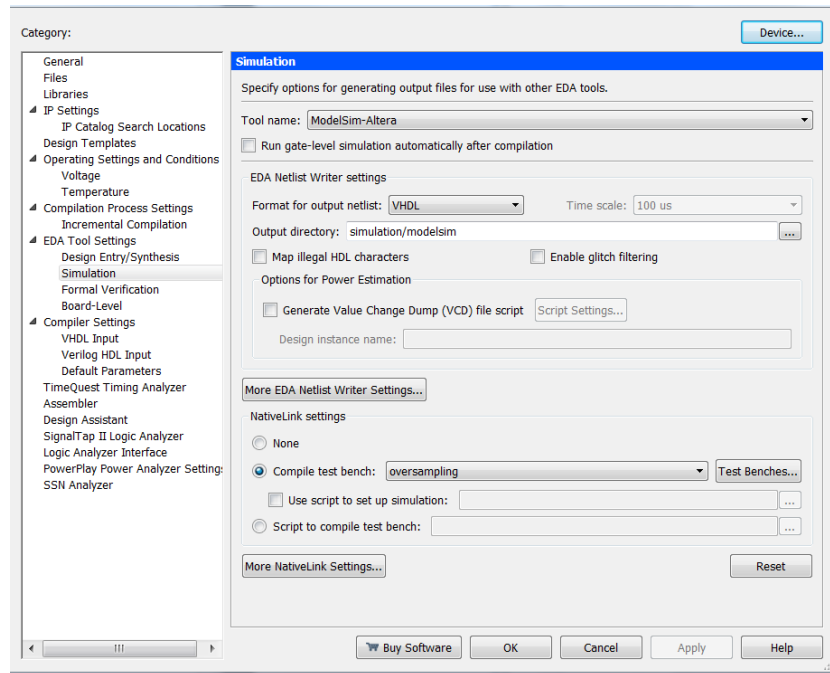 Category:
Device...
General
Files
Libraries
IP Settings
IP Catalog Search Locations
Design Templates
Operating Settings and Conditions
Voltage
Temperature
Compilation Process Settings
Incremental Compilation
EDA Tool Settings
Design Entry/Synthesis
Simulation
Formal Verification
Board-Level
Compiler Settings
VHDL Input
Verilog HDL Input
Default Parameters
TimeQuest Timing Analyzer
Assembler
Design Assistant
SignalTap II Logic Analyzer
Logic Analyzer Interface
PowerPlay Power Analyzer Settings
SSN Analyzer
Simulation
Specify options for generating output files for use with other EDA tools.
Tool name: ModelSim-Altera
Run gate-level simulation automatically after compilation
EDA Netlist Writer settings
Format for output netlist: VHDL Time scale: 100 us
Output directory: simulation/modelsim ...
Map illegal HDL characters Enable glitch filtering
Options for Power Estimation
Generate Value Change Dump (VCD) file script Script Settings...
Design instance name:
More EDA Netlist Writer Settings...
NativeLink settings
None
Compile test bench: oversampling Test Benches...
Use script to set up simulation: ...
Script to compile test bench: ...
More NativeLink Settings... Reset
Buy Software OK Cancel Apply Help